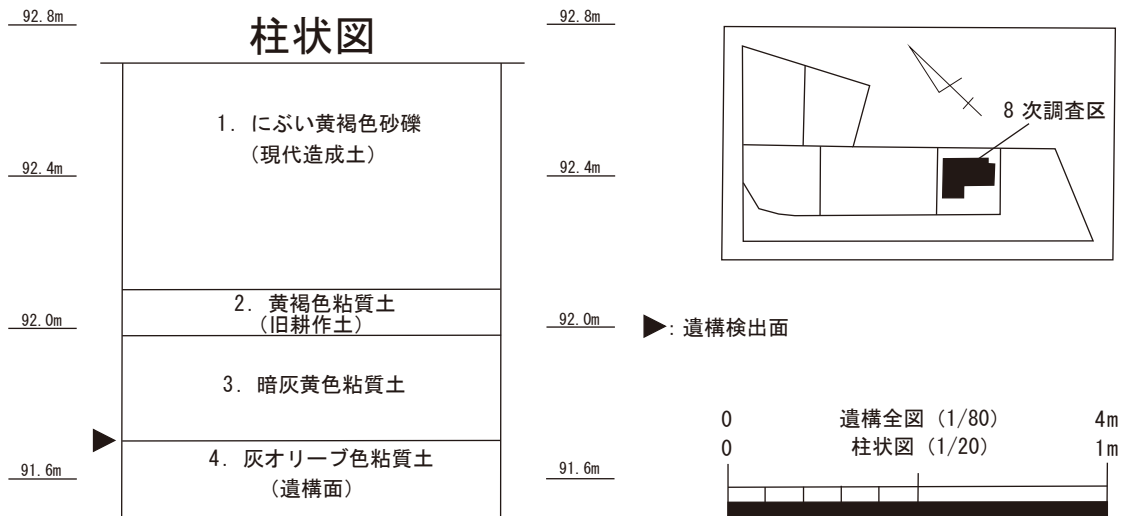 柱状図
92.8m
92.4m
92.0m
91.6m
1. にぶい黄褐色砂礫
(現代造成土)
2. 黄褐色粘質土
(旧耕作土)
3. 暗灰黄色粘質土
4. 灰オリーブ色粘質土
(遺構面)
92.8m
92.4m
92.0m
91.6m
8 次調査区
▶: 遺構検出面
0 遺構全図 (1/80) 4m
0 柱状図 (1/20) 1m